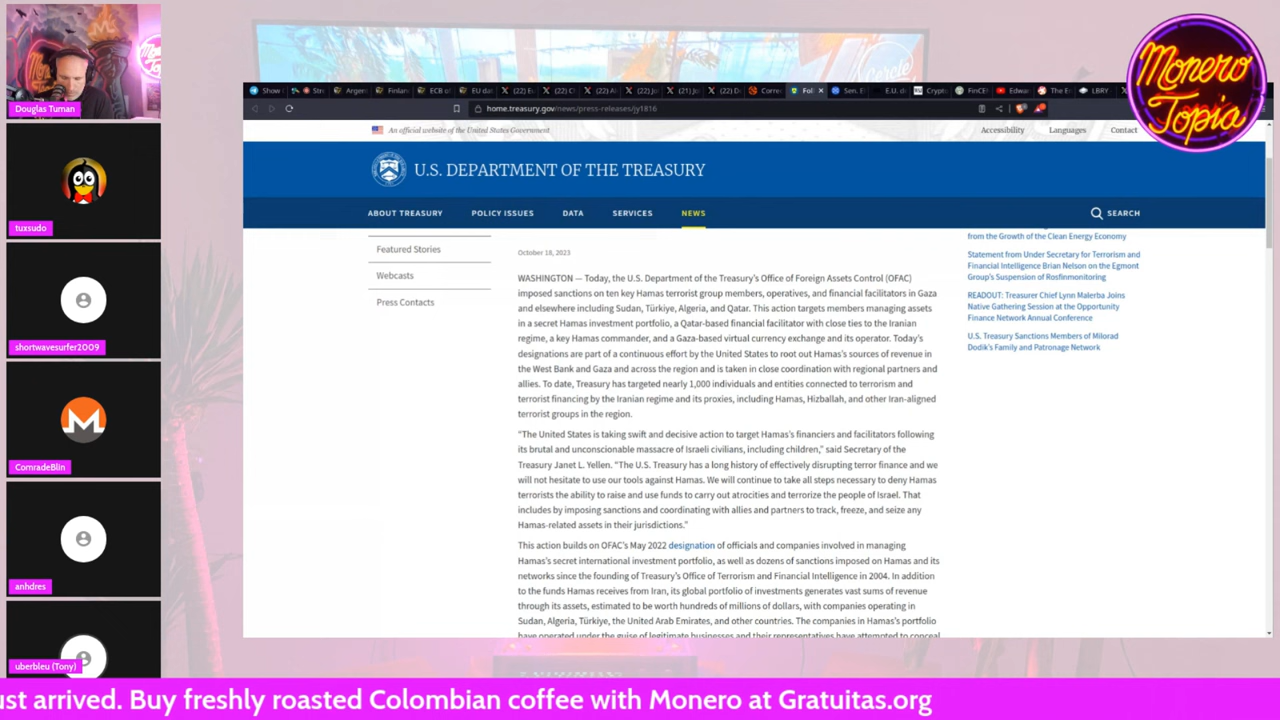 Douglas Tuman
tuxsudo
shortwavesurfer2009
ComradeBlin
anhdres
uberbleu (Tony)
Monero
Topia
home.treasury.gov/news/press-releases/jy1816
An official website of the United States Government
Accessibility
Languages
Contact
U.S. DEPARTMENT OF THE TREASURY
ABOUT TREASURY
POLICY ISSUES
DATA
SERVICES
NEWS
SEARCH
Featured Stories
Webcasts
Press Contacts
October 18, 2023
WASHINGTON — Today, the U.S. Department of the Treasury's Office of Foreign Assets Control (OFAC)
imposed sanctions on ten key Hamas terrorist group members, operatives, and financial facilitators in Gaza
and elsewhere including Sudan, Türkiye, Algeria, and Qatar. This action targets members managing assets
in a secret Hamas investment portfolio, a Qatar-based financial facilitator with close ties to the Iranian
regime, a key Hamas commander, and a Gaza-based virtual currency exchange and its operator. Today's
designations are part of a continuous effort by the United States to root out Hamas's sources of revenue in
the West Bank and Gaza and across the region and is taken in close coordination with regional partners and
allies. To date, Treasury has targeted nearly 1,000 individuals and entities connected to terrorism and
terrorist financing by the Iranian regime and its proxies, including Hamas, Hizballah, and other Iran-aligned
terrorist groups in the region.
"The United States is taking swift and decisive action to target Hamas's financiers and facilitators following
its brutal and unconscionable massacre of Israeli civilians, including children," said Secretary of the
Treasury Janet L. Yellen. "The U.S. Treasury has a long history of effectively disrupting terror finance and we
will not hesitate to use our tools against Hamas. We will continue to take all steps necessary to deny Hamas
terrorists the ability to raise and use funds to carry out atrocities and terrorize the people of Israel. That
includes by imposing sanctions and coordinating with allies and partners to track, freeze, and seize any
Hamas-related assets in their jurisdictions."
This action builds on OFAC's May 2022 designation of officials and companies involved in managing
Hamas's secret international investment portfolio, as well as dozens of sanctions imposed on Hamas and its
networks since the founding of Treasury's Office of Terrorism and Financial Intelligence in 2004. In addition
to the funds Hamas receives from Iran, its global portfolio of investments generates vast sums of revenue
through its assets, estimated to be worth hundreds of millions of dollars, with companies operating in
Sudan, Algeria, Türkiye, the United Arab Emirates, and other countries. The companies in Hamas's portfolio
have operated under the guise of legitimate businesses and their representatives have attempted to conceal
from the Growth of the Clean Energy Economy
Statement from Under Secretary for Terrorism and
Financial Intelligence Brian Nelson on the Egmont
Group's Suspension of Rosfinmonitoring
READOUT: Treasurer Chief Lynn Malerba Joins
Native Gathering Session at the Opportunity
Finance Network Annual Conference
U.S. Treasury Sanctions Members of Milorad
Dodik's Family and Patronage Network
ust arrived. Buy freshly roasted Colombian coffee with Monero at Gratuitas.org